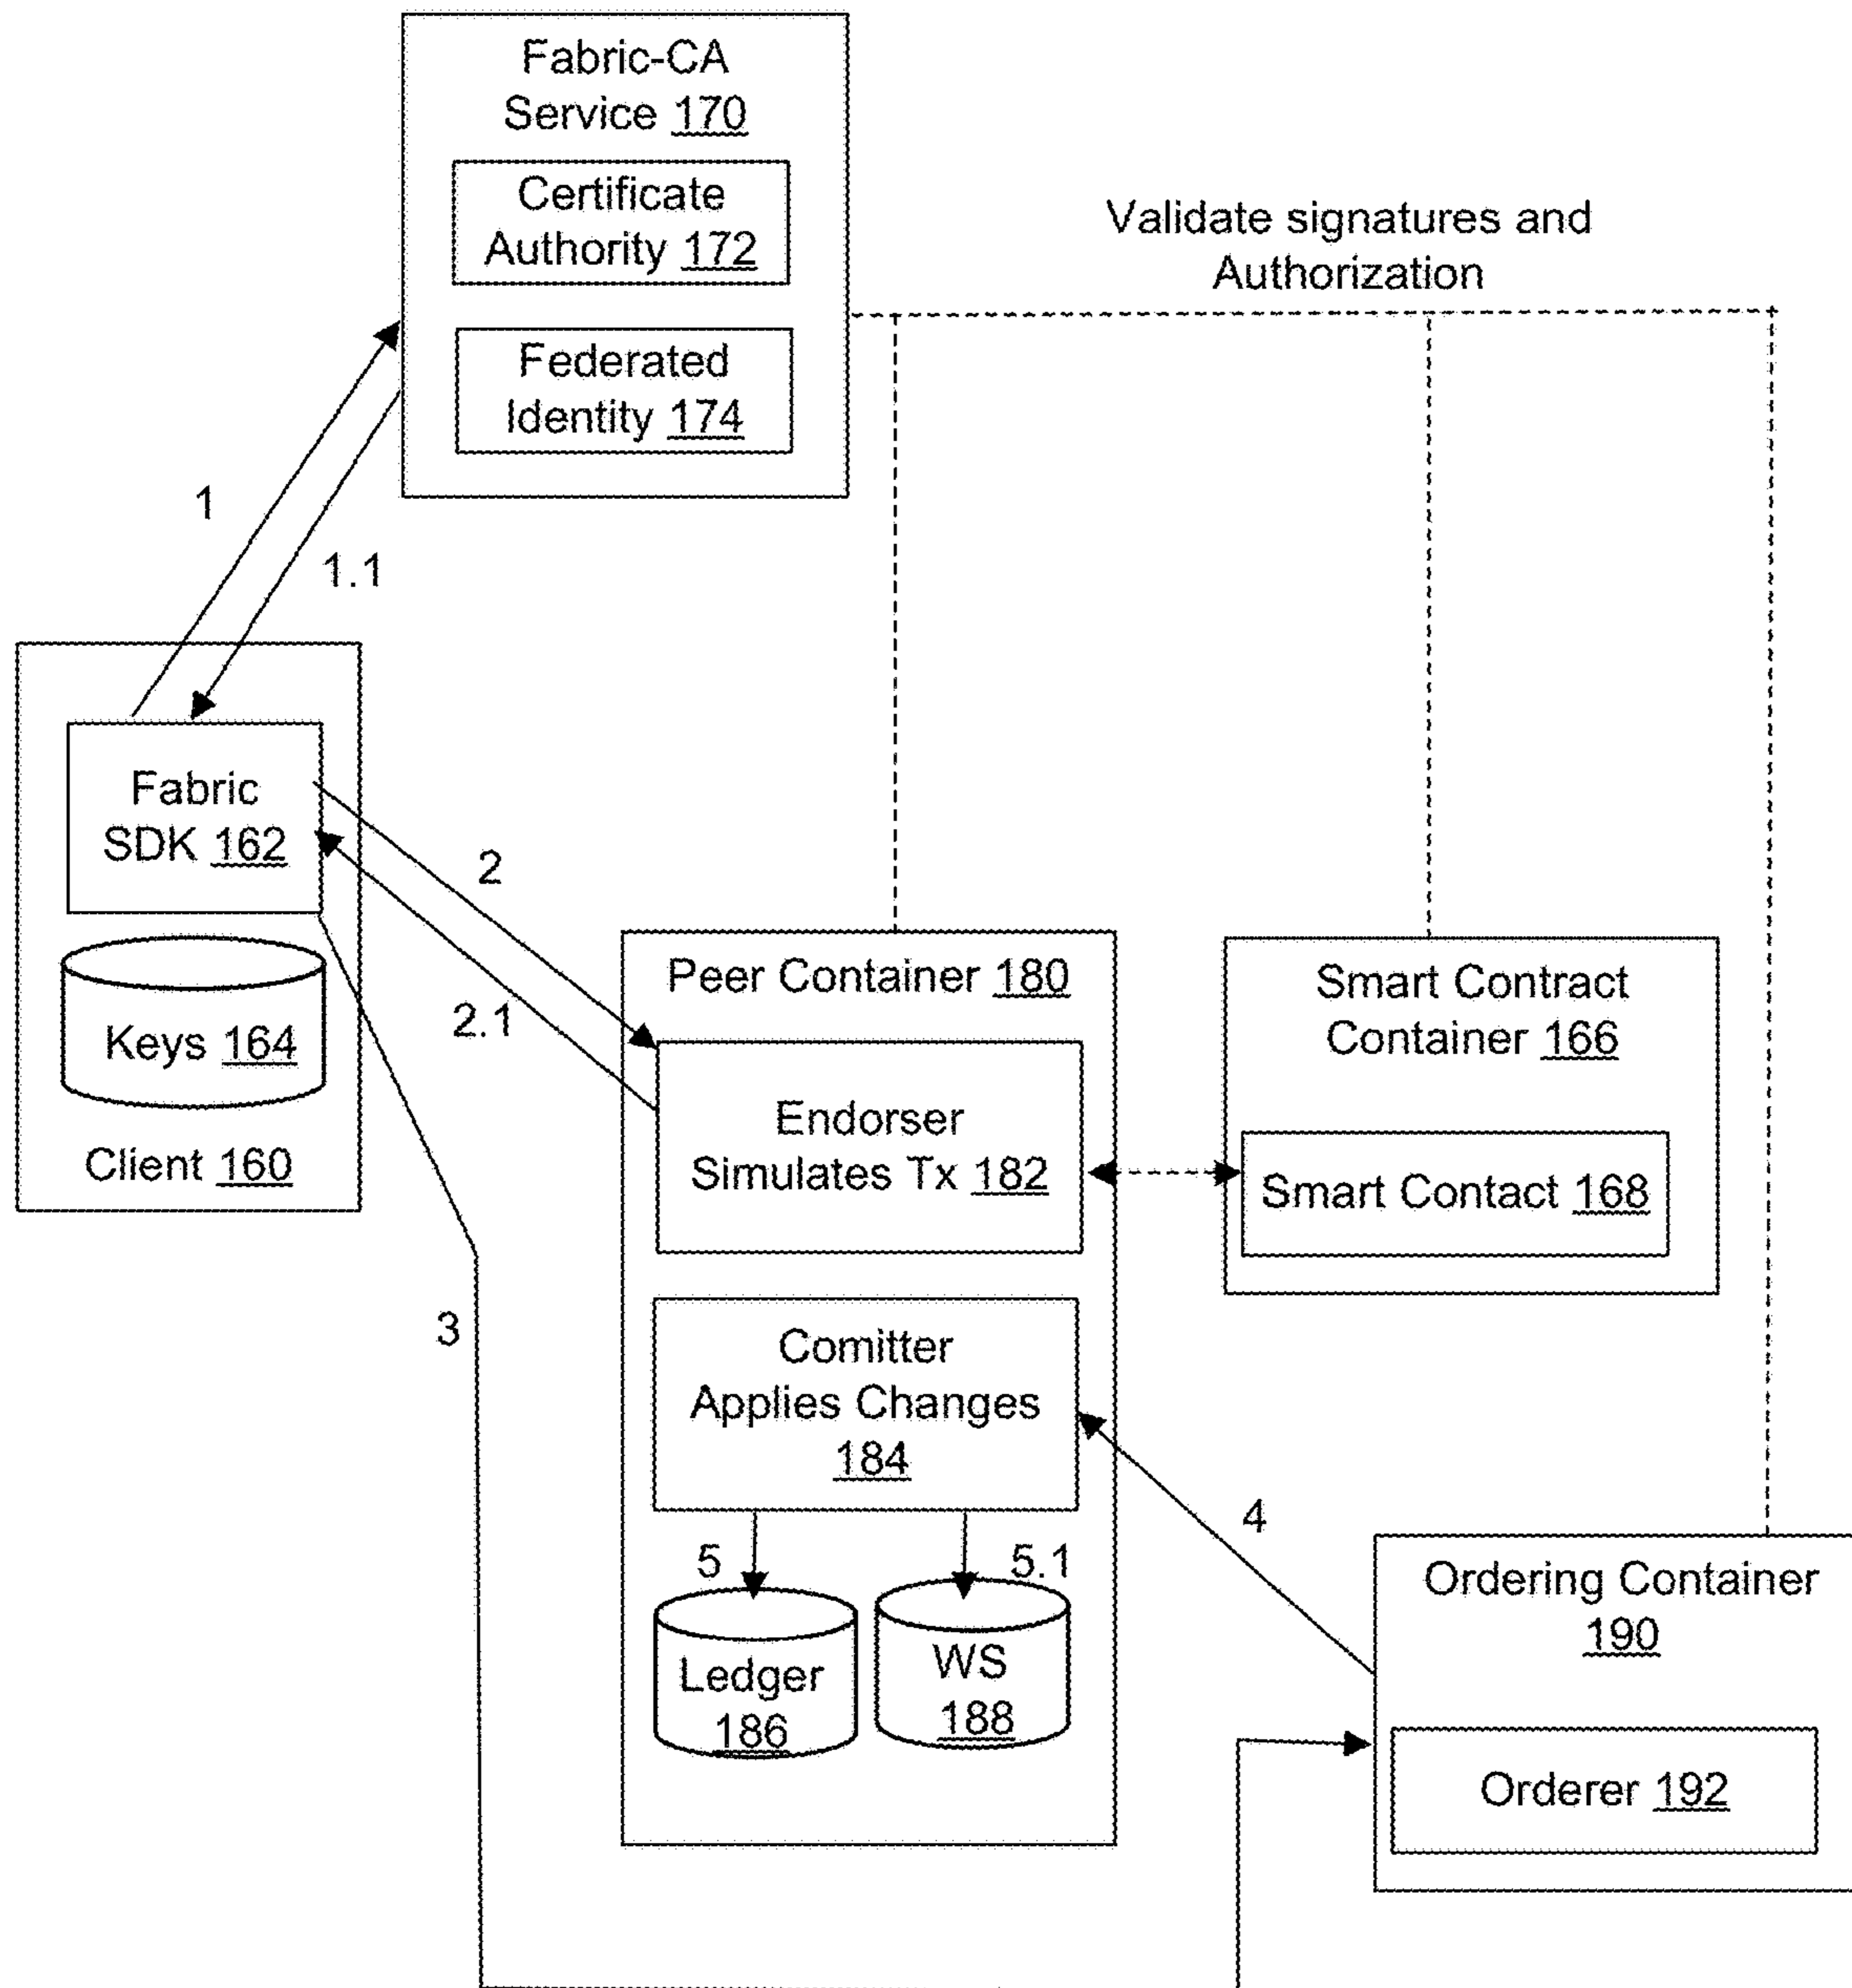 Fabric-CA
Service 170
Certificate
Authority 172
Federated
Identity 174
Validate signatures and
Authorization
1
1.1
Fabric
SDK 162
Keys 164
Client 160
2
2.1
3
Peer Container 180
Endorser
Simulates Tx 182
Comitter
Applies Changes
184
5
5.1
Ledger
186
WS
188
Smart Contract
Container 166
Smart Contact 168
4
Ordering Container
190
Orderer 192